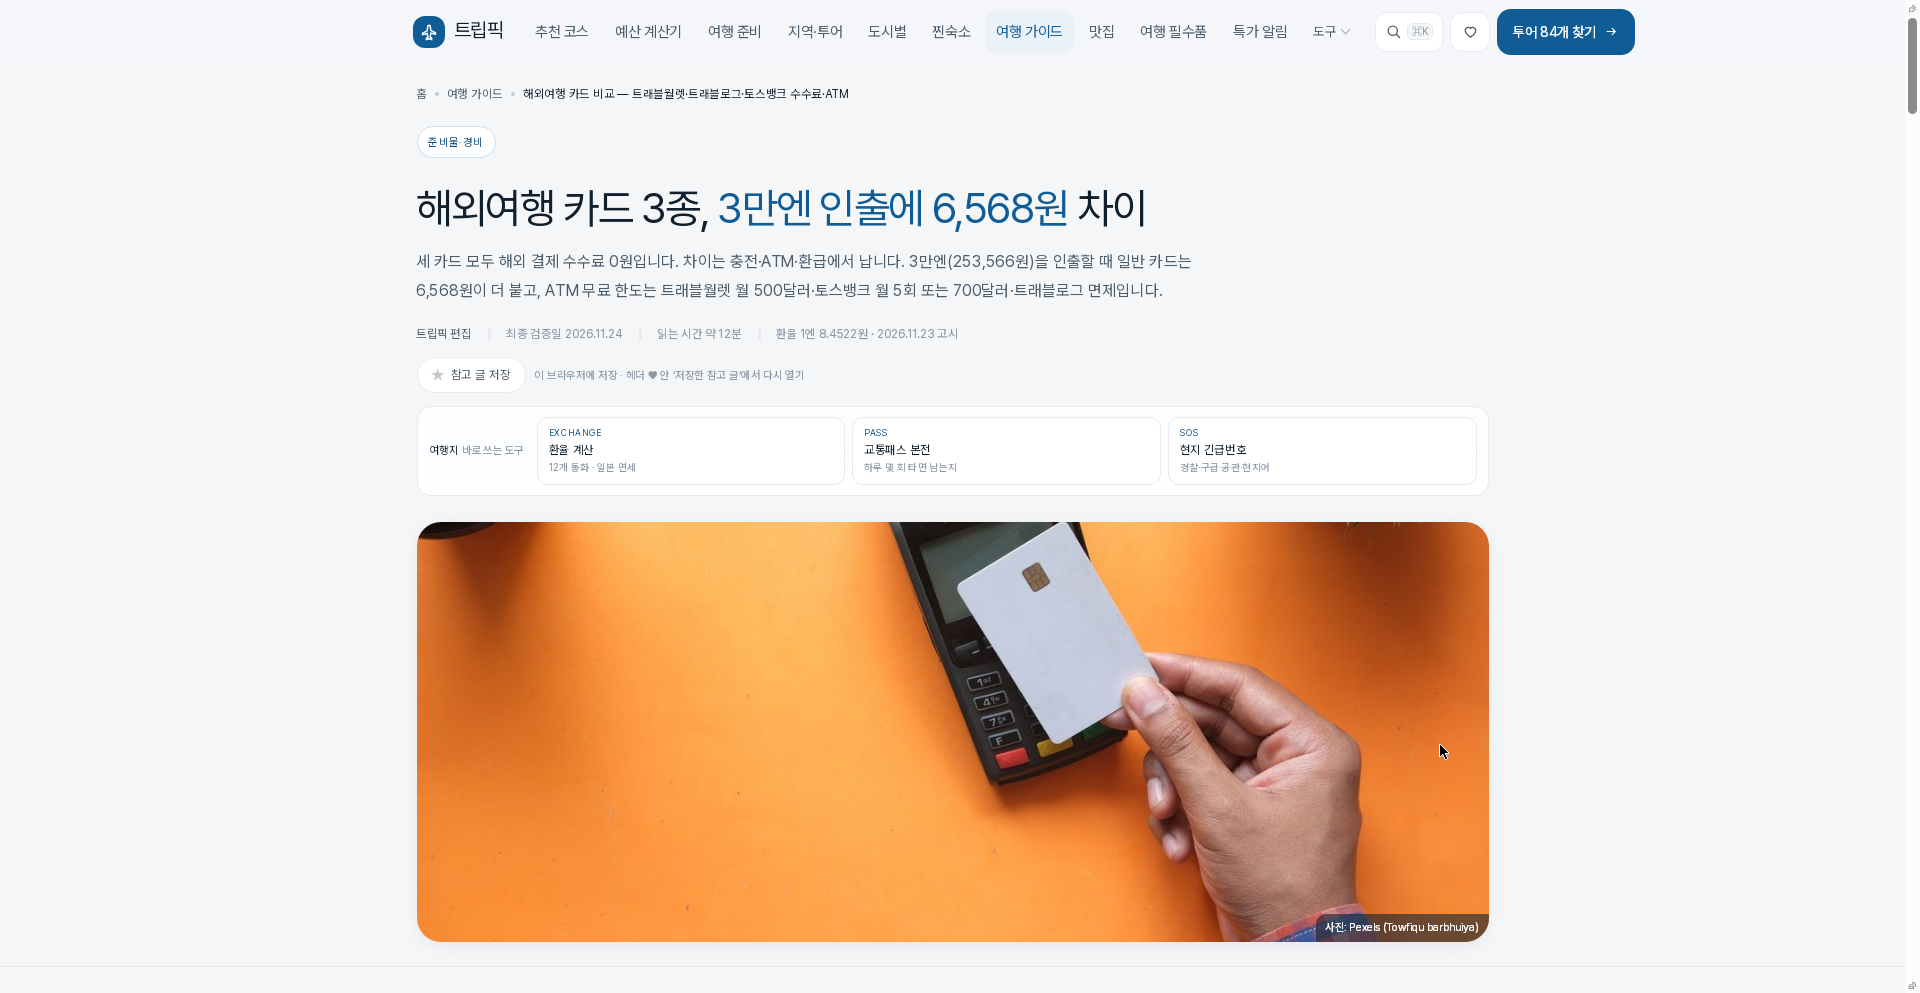 트립픽
추천 코스
예산 계산기
여행 준비
지역·투어
도시별
찐숙소
여행 가이드
맛집
여행 필수품
특가 알림
도구
⌘K
투어 84개 찾기 →
홈 • 여행 가이드 • 해외여행 카드 비교 — 트래블월렛·트래블로그·토스뱅크 수수료·ATM
준비물·경비
해외여행 카드 3종, 3만엔 인출에 6,568원 차이
세 카드 모두 해외 결제 수수료 0원입니다. 차이는 충전·ATM·환급에서 납니다. 3만엔(253,566원)을 인출할 때 일반 카드는
6,568원이 더 붙고, ATM 무료 한도는 트래블월렛 월 500달러·토스뱅크 월 5회 또는 700달러·트래블로그 면제입니다.
트립픽 편집
최종 검증일 2026.11.24
읽는 시간 약 12분
환율 1엔 8.4522원 · 2026.11.23 고시
★ 참고 글 저장
이 브라우저에 저장 · 헤더 ♥ 안 '저장한 참고 글'에서 다시 열기
여행지 바로 쓰는 도구
EXCHANGE
환율 계산
12개 통화 · 일본 면세
PASS
교통패스 본전
하루 몇 회 타면 남는지
SOS
현지 긴급번호
경찰·구급·공관·현지어
1
4
7
F
사진: Pexels (Towfiqu barbhuiya)